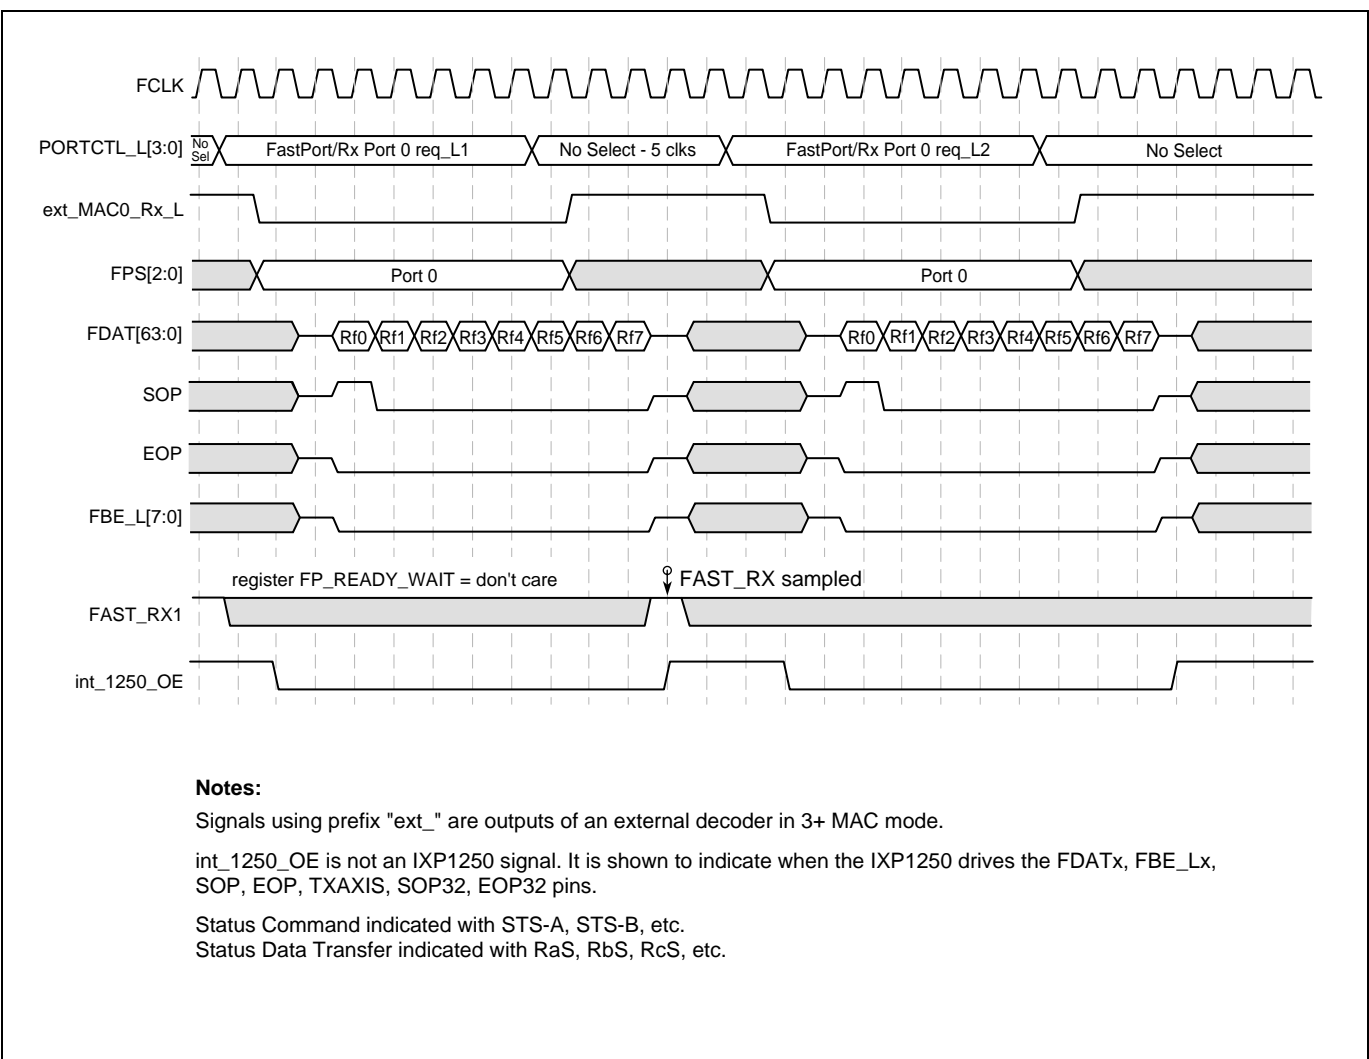 FCLK
PORTCTL_L[3:0]
No
Sel
FastPort/Rx Port 0 req_L1
No Select - 5 clks
FastPort/Rx Port 0 req_L2
No Select
ext_MAC0_Rx_L
FPS[2:0]
Port 0
Port 0
FDAT[63:0]
Rf0 Rf1 Rf2 Rf3 Rf4 Rf5 Rf6 Rf7
Rf0 Rf1 Rf2 Rf3 Rf4 Rf5 Rf6 Rf7
SOP
EOP
FBE_L[7:0]
register FP_READY_WAIT = don't care
FAST_RX sampled
FAST_RX1
int_1250_OE
Notes:
Signals using prefix "ext_" are outputs of an external decoder in 3+ MAC mode.
int_1250_OE is not an IXP1250 signal. It is shown to indicate when the IXP1250 drives the FDATx, FBE_Lx,
SOP, EOP, TXAXIS, SOP32, EOP32 pins.
Status Command indicated with STS-A, STS-B, etc.
Status Data Transfer indicated with RaS, RbS, RcS, etc.